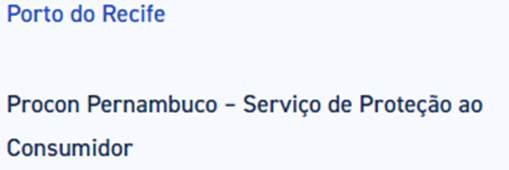 Porto do Recife
Procon Pernambuco – Serviço de Proteção ao
Consumidor